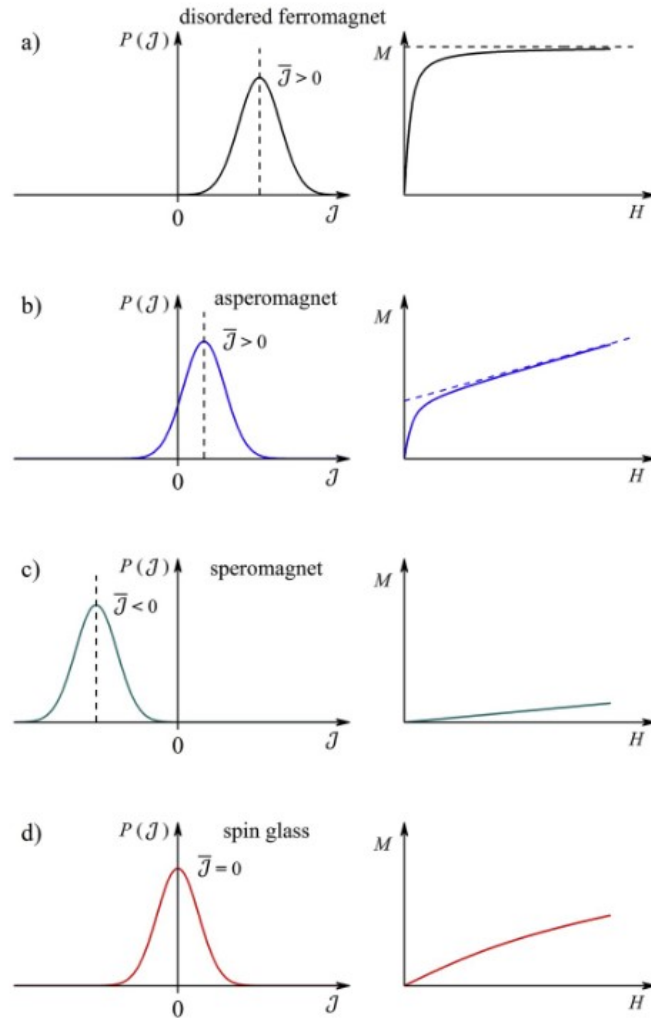 disordered ferromagnet
a)
P(𝒥)
𝒥̅ > 0
0
𝒥
M
H
asperomagnet
b)
P(𝒥)
𝒥̅ > 0
0
𝒥
M
H
c)
P(𝒥)
speromagnet
𝒥̅ < 0
0
𝒥
M
H
d)
P(𝒥)
spin glass
𝒥̅ = 0
0
𝒥
M
H